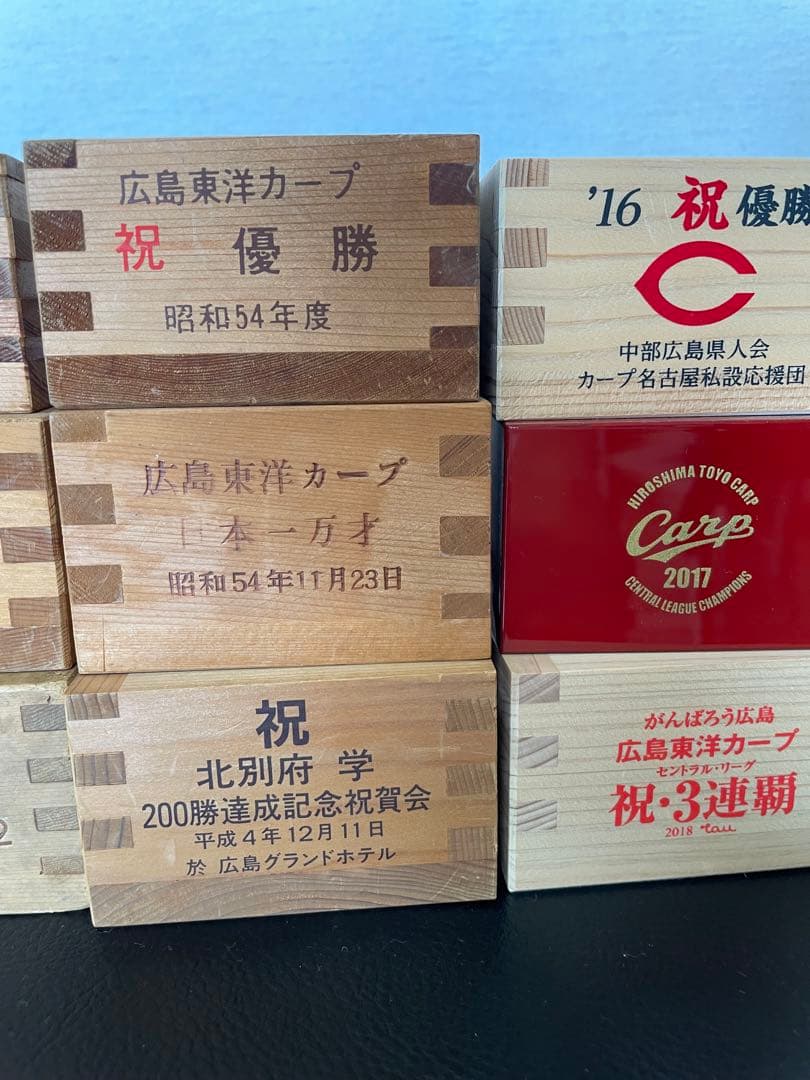 広島東洋カープ
祝 優勝
昭和54年度
広島東洋カープ
日本一万才
昭和54年11月23日
祝
北別府 学
200勝達成記念祝賀会
平成4年12月11日
於 広島グランドホテル
'16 祝 優勝
C
中部広島県人会
カープ名古屋私設応援団
HIROSHIMA TOYO CARP
Carp
2017
CENTRAL LEAGUE CHAMPIONS
がんばろう広島
広島東洋カープ
セントラル・リーグ
祝・3連覇
2018 tau
2